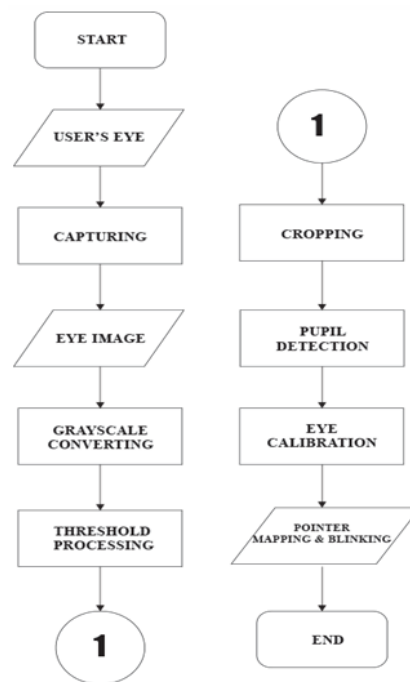 START
USER'S EYE
CAPTURING
EYE IMAGE
GRAYSCALE
CONVERTING
THRESHOLD
PROCESSING
1
1
CROPPING
PUPIL
DETECTION
EYE
CALIBRATION
POINTER
MAPPING & BLINKING
END